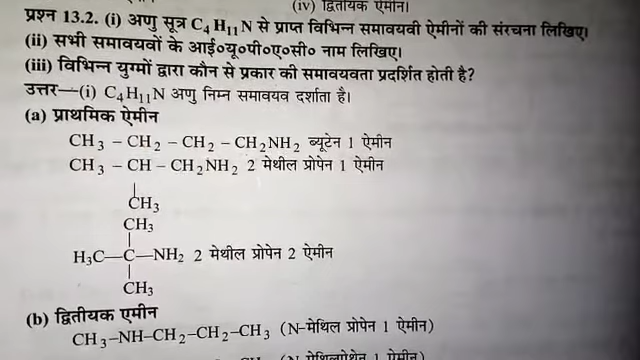 (iv) द्वितीयक ऐमीन।
प्रश्न 13.2. (i) अणु सूत्र C₄H₁₁N से प्राप्त विभिन्न समावयवी ऐमीनों की संरचना लिखिए।
(ii) सभी समावयवों के आई०यू०पी०ए०सी० नाम लिखिए।
(iii) विभिन्न युग्मों द्वारा कौन से प्रकार की समावयवता प्रदर्शित होती है?
उत्तर—(i) C₄H₁₁N अणु निम्न समावयव दर्शाता है।
(a) प्राथमिक ऐमीन
CH₃ – CH₂ – CH₂ – CH₂NH₂ ब्यूटेन 1 ऐमीन
CH₃ – CH – CH₂NH₂ 2 मेथील प्रोपेन 1 ऐमीन
CH₃
CH₃
H₃C—C—NH₂ 2 मेथील प्रोपेन 2 ऐमीन
CH₃
(b) द्वितीयक एमीन
CH₃–NH–CH₂–CH₂–CH₃ (N-मेथिल प्रोपेन 1 ऐमीन)